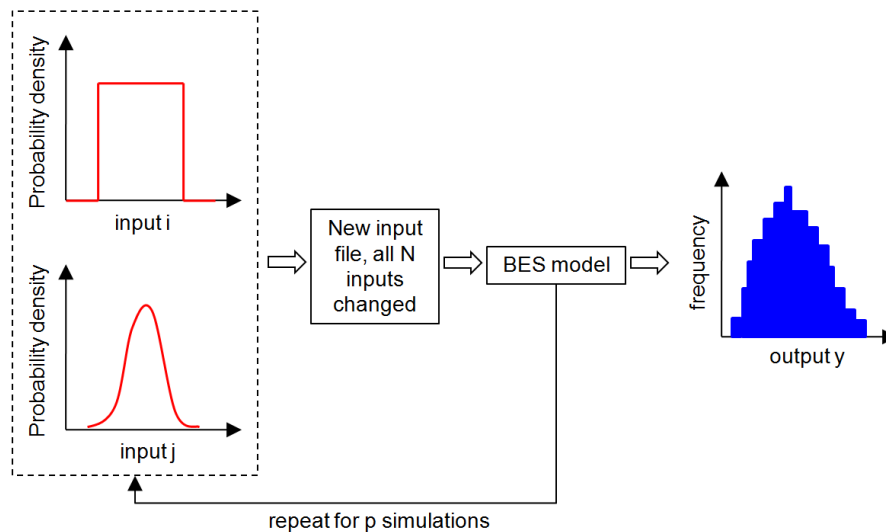 Probability density
input i
Probability density
input j
New input
file, all N
inputs
changed
BES model
frequency
output y
repeat for p simulations